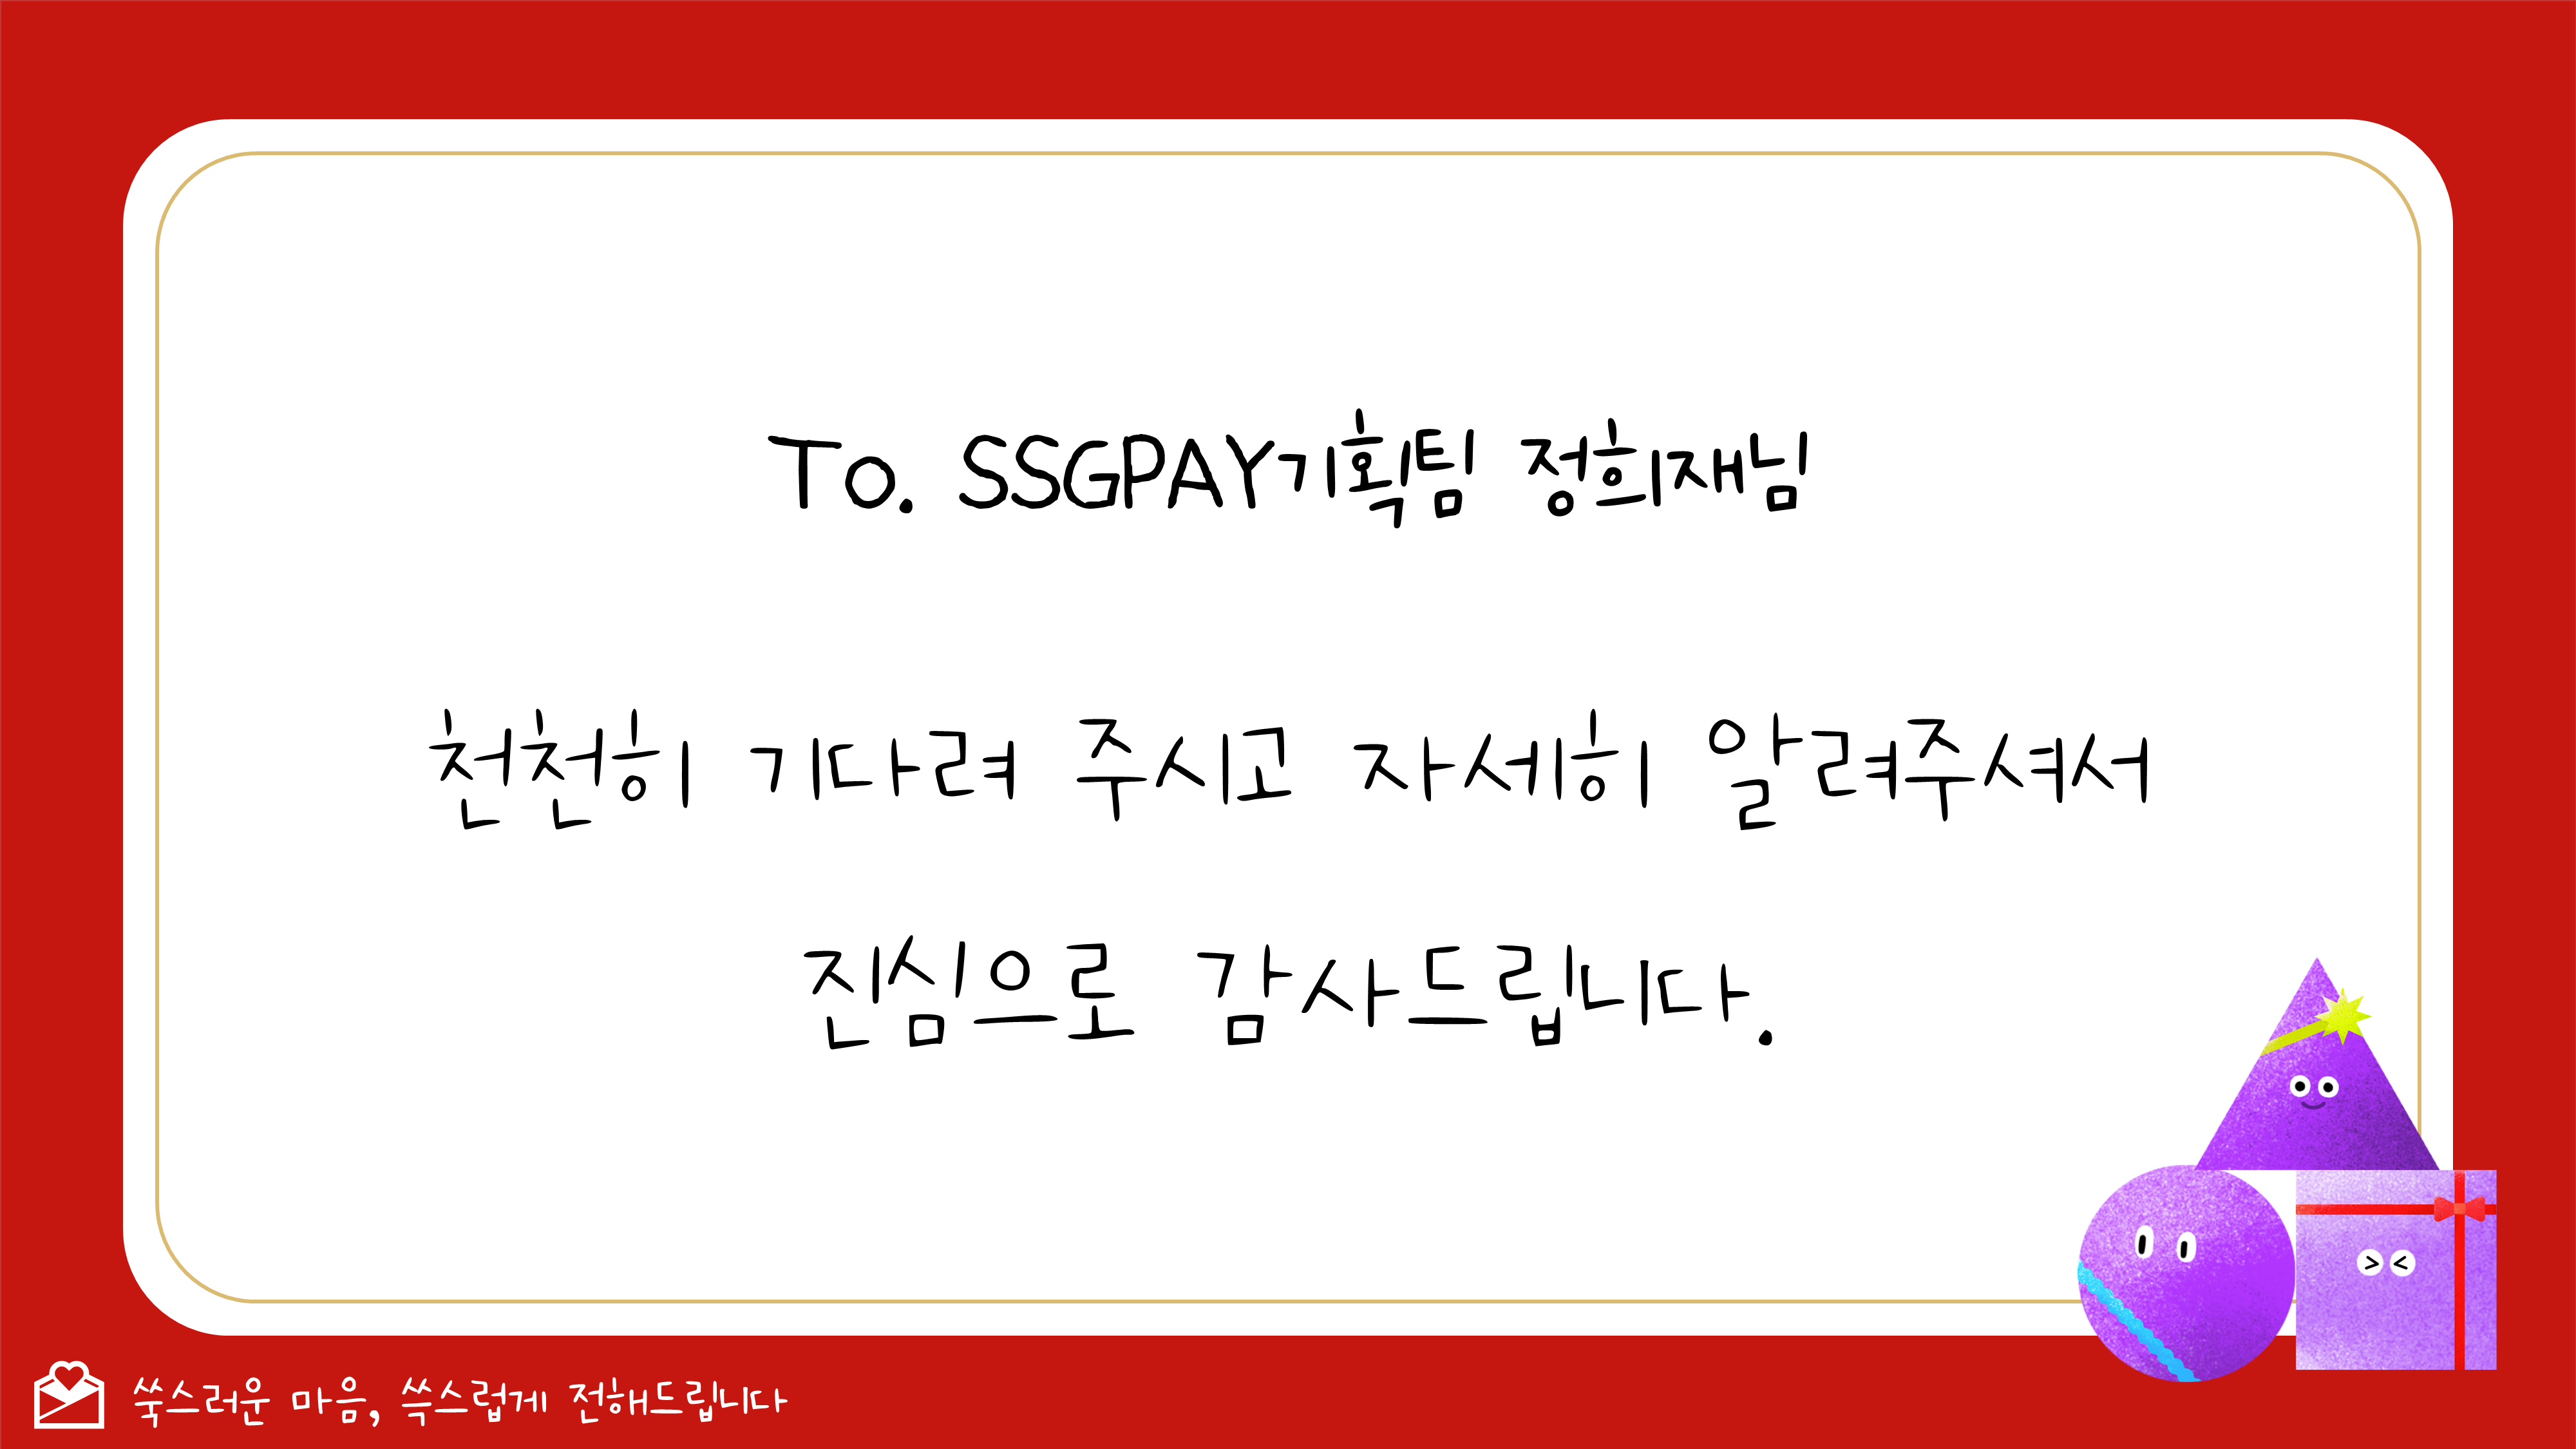 To. SSGPAY기획팀 정희재님
천천히 기다려 주시고 자세히 알려주셔서
진심으로 감사드립니다.
쑥스러운 마음, 쓱스럽게 전해드립니다